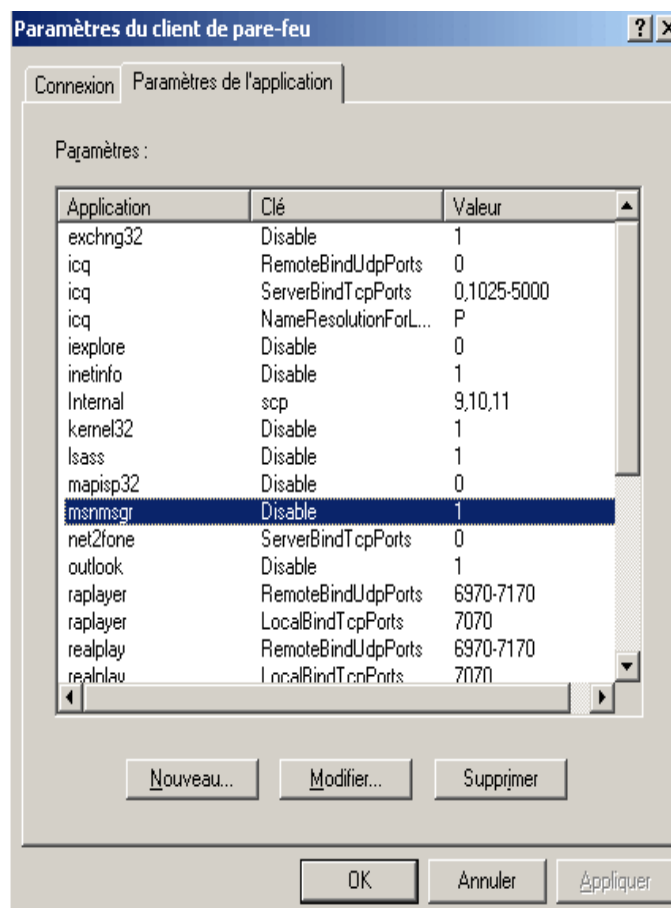 Paramètres du client de pare-feu
Connexion Paramètres de l'application
Paramètres :
Application Clé Valeur
exchng32 Disable 1
icq RemoteBindUdpPorts 0
icq ServerBindTcpPorts 0,1025-5000
icq NameResolutionForL... P
iexplore Disable 0
inetinfo Disable 1
Internal scp 9,10,11
kernel32 Disable 1
lsass Disable 1
mapisp32 Disable 0
msnmsgr Disable 1
net2fone ServerBindTcpPorts 0
outlook Disable 1
raplayer RemoteBindUdpPorts 6970-7170
raplayer LocalBindTcpPorts 7070
realplay RemoteBindUdpPorts 6970-7170
realplay LocalBindTcpPorts 7070
Nouveau... Modifier... Supprimer
OK Annuler Appliquer